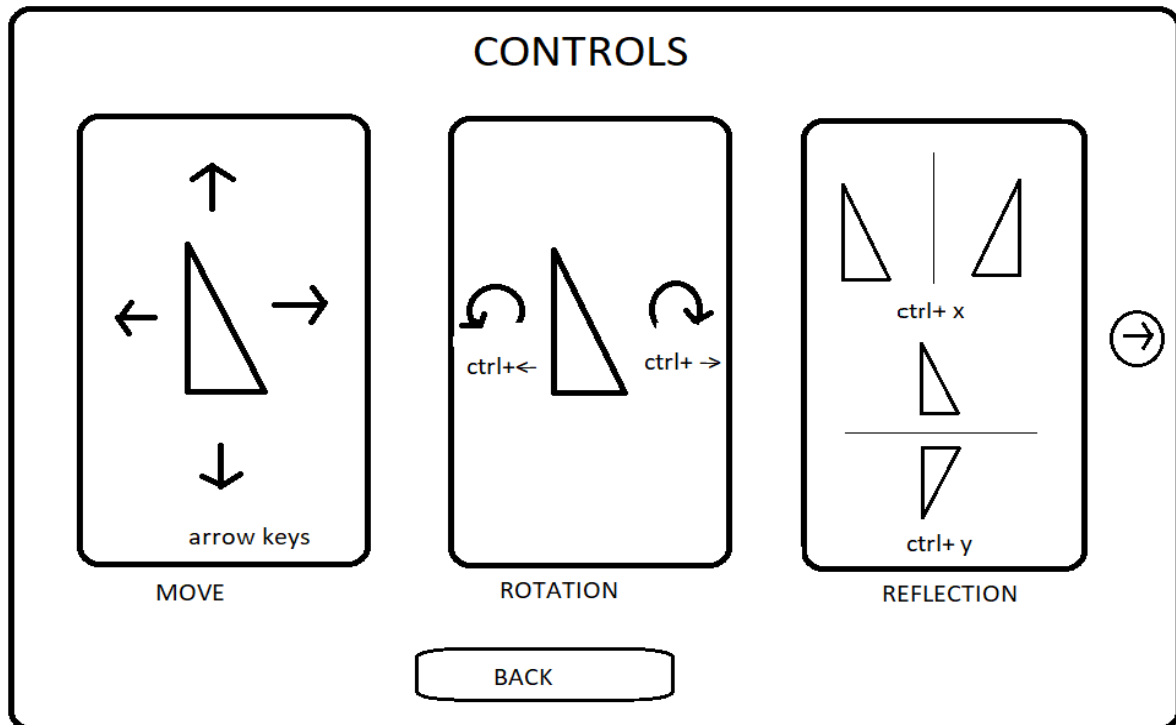 CONTROLS
arrow keys
MOVE
ctrl+←
ctrl+ →
ROTATION
ctrl+ x
ctrl+ y
REFLECTION
BACK